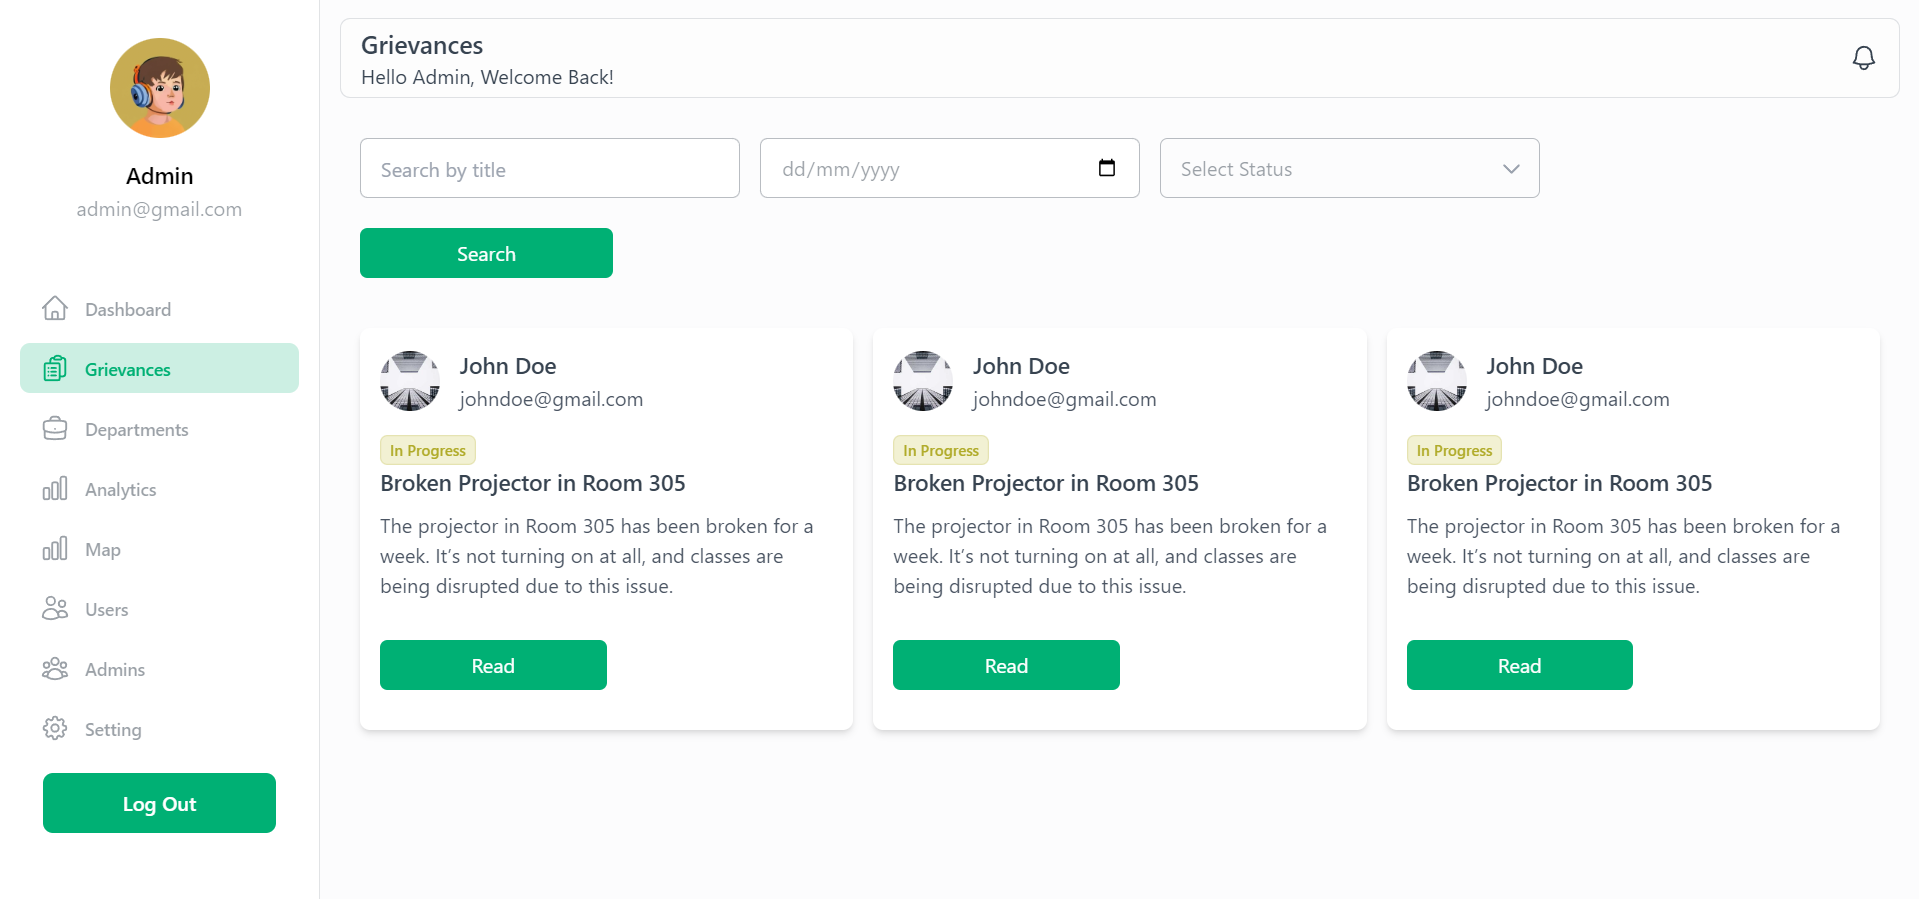 Admin
admin@gmail.com
Dashboard
Grievances
Departments
Analytics
Map
Users
Admins
Setting
Log Out
Grievances
Hello Admin, Welcome Back!
Search by title
dd/mm/yyyy
Select Status
Search
John Doe
johndoe@gmail.com
In Progress
Broken Projector in Room 305
The projector in Room 305 has been broken for a
week. It’s not turning on at all, and classes are
being disrupted due to this issue.
Read
John Doe
johndoe@gmail.com
In Progress
Broken Projector in Room 305
The projector in Room 305 has been broken for a
week. It’s not turning on at all, and classes are
being disrupted due to this issue.
Read
John Doe
johndoe@gmail.com
In Progress
Broken Projector in Room 305
The projector in Room 305 has been broken for a
week. It’s not turning on at all, and classes are
being disrupted due to this issue.
Read